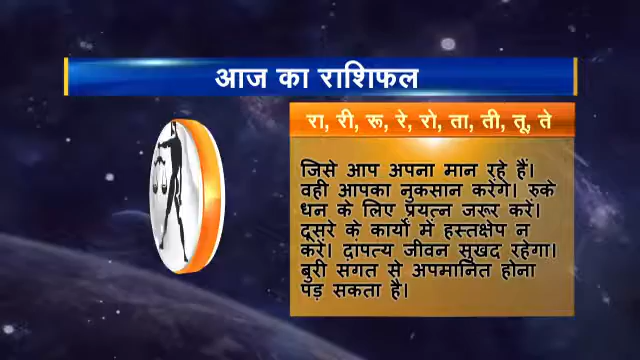 आज का राशिफल
रा, री, रू, रे, रो, ता, ती, तू, ते
जिसे आप अपना मान रहे हैं।
वही आपका नुकसान करेंगे। रुके
धन के लिए प्रयत्न जरूर करें।
दूसरे के कार्यों में हस्तक्षेप न
करें। दांपत्य जीवन सुखद रहेगा।
बुरी संगत से अपमानित होना
पड़ सकता है।